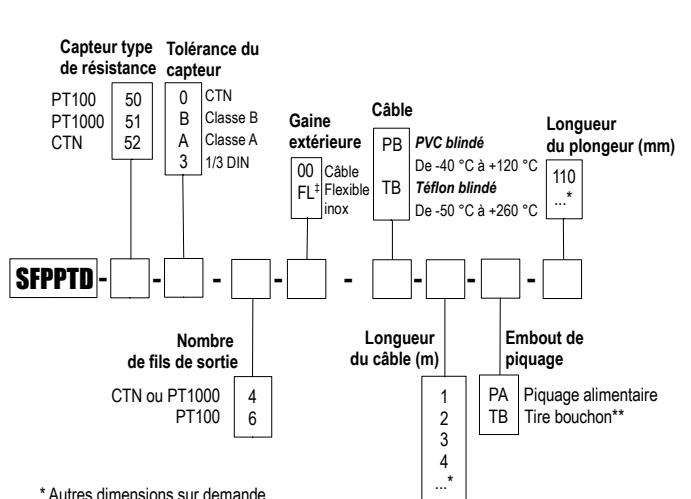 Capteur type
de résistance
PT100 50
PT1000 51
CTN 52
Tolérance du
capteur
0 CTN
B Classe B
A Classe A
3 1/3 DIN
Gaine
extérieure
00 Câble
FL‡ Flexible
inox
Câble
PB PVC blindé
De -40 °C à +120 °C
TB Téflon blindé
De -50 °C à +260 °C
Longueur
du plongeur (mm)
110
...*
SFPPTD - - - - - - -
Nombre
de fils de sortie
CTN ou PT1000 4
PT100 6
Longueur
du câble (m)
1
2
3
4
...*
Embout de
piquage
PA Piquage alimentaire
TB Tire bouchon**
* Autres dimensions sur demande